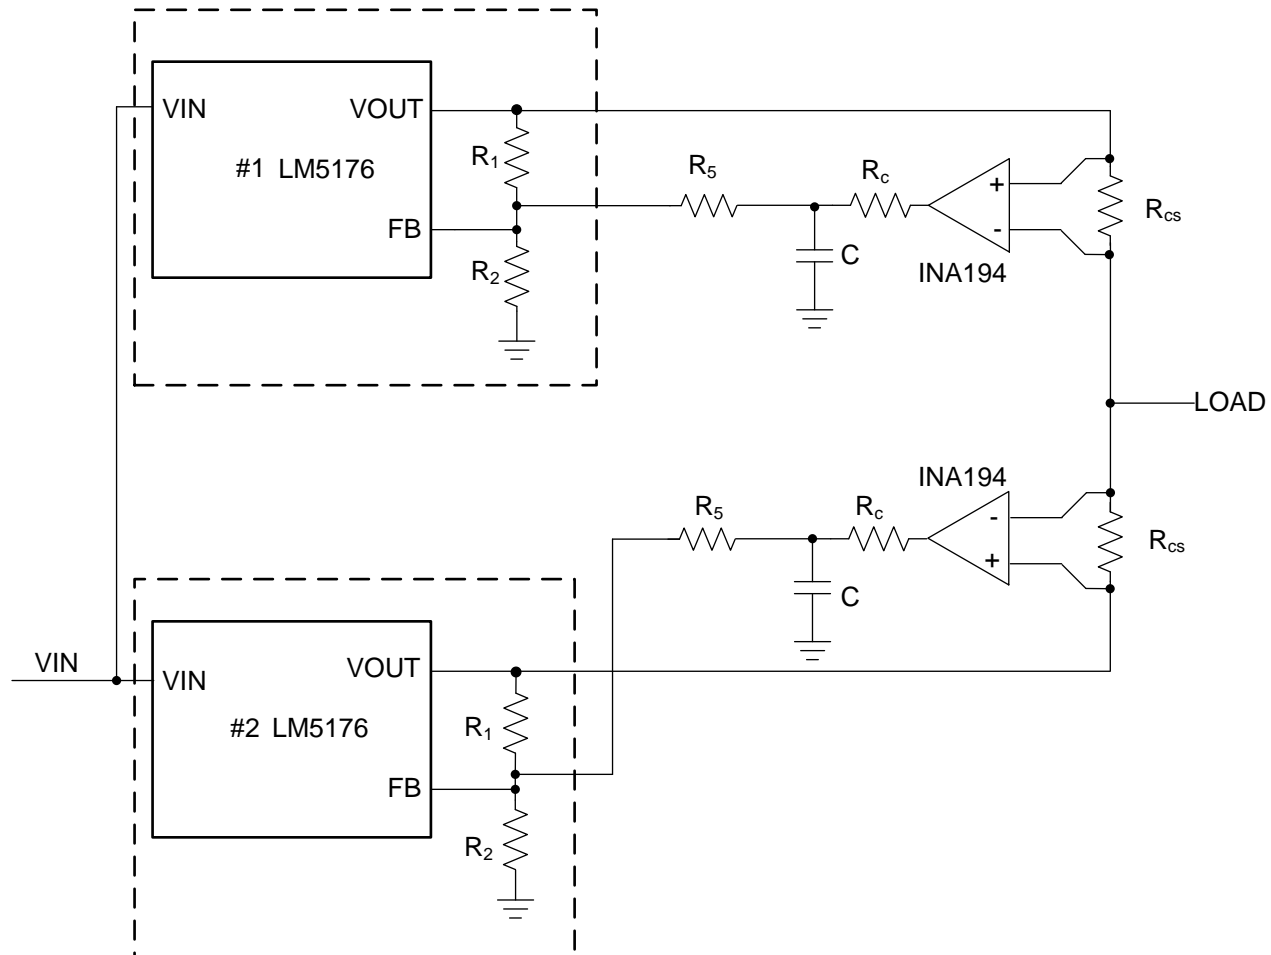 VIN
VOUT
#1 LM5176
R1
FB
R2
R5
Rc
C
INA194
Rcs
LOAD
INA194
R5
Rc
C
Rcs
VIN
VIN
VOUT
#2 LM5176
R1
FB
R2
+
-
-
+